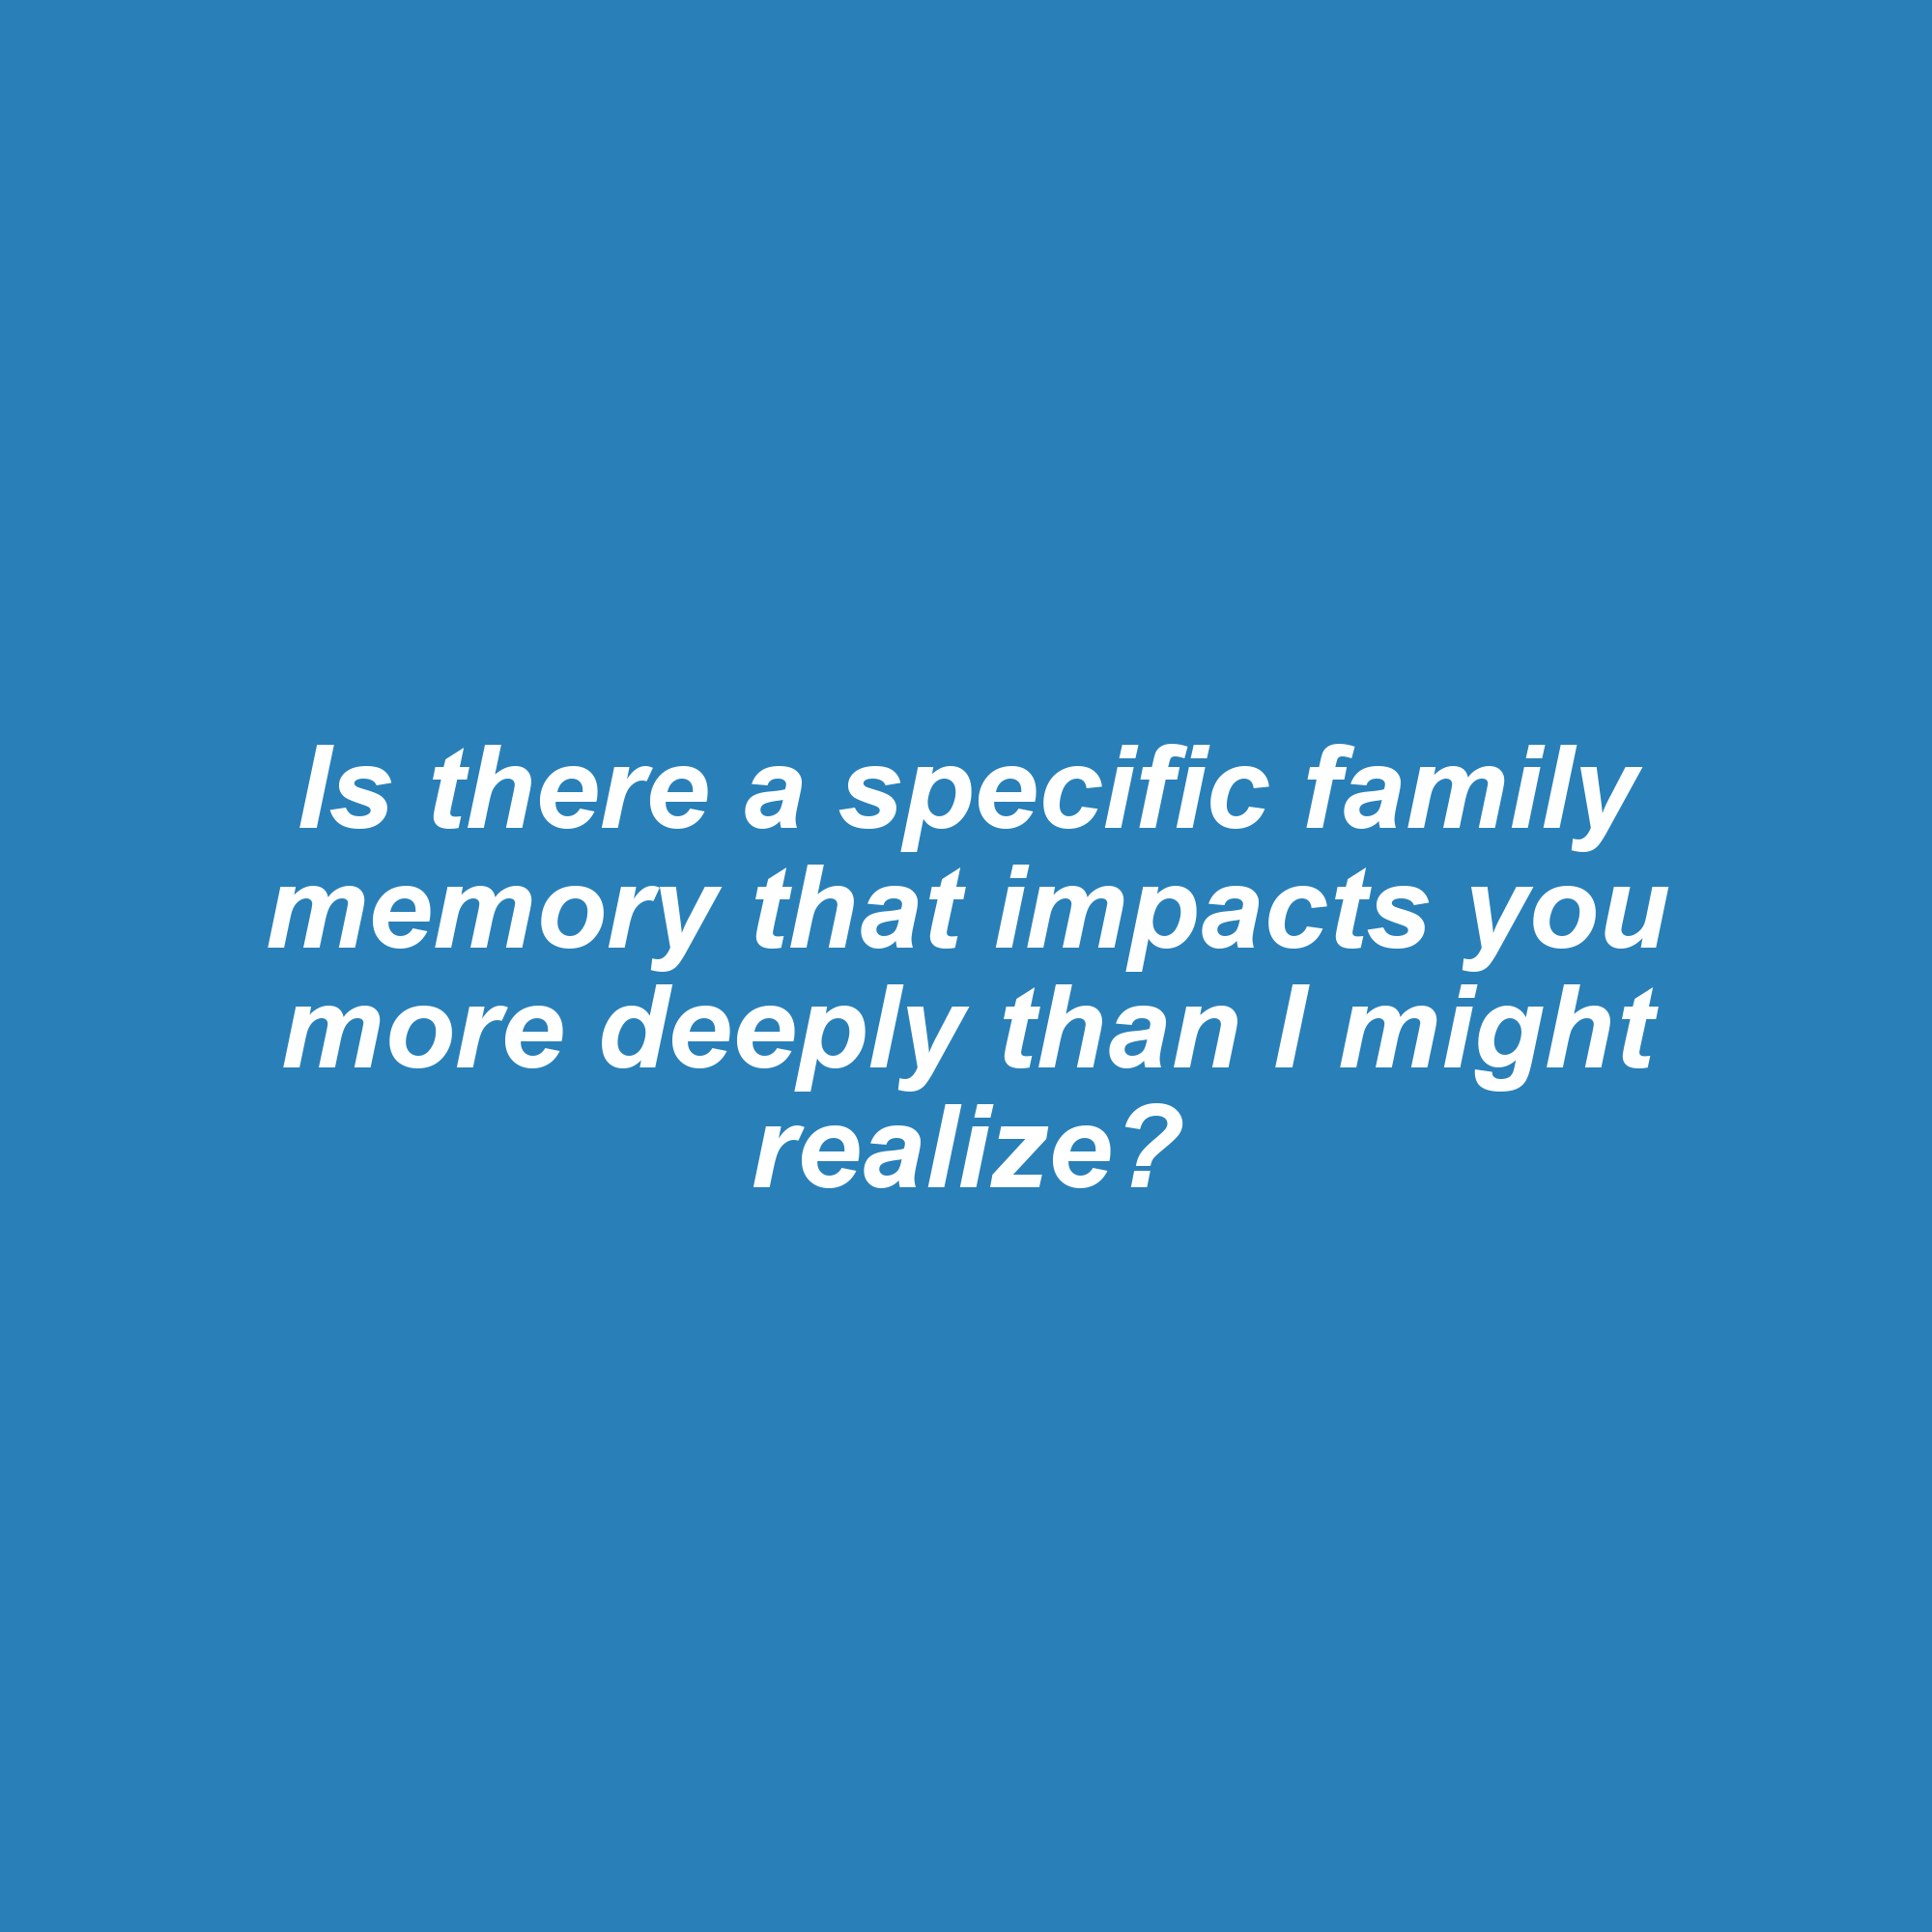 Is there a specific family
memory that impacts you
more deeply than I might
realize?